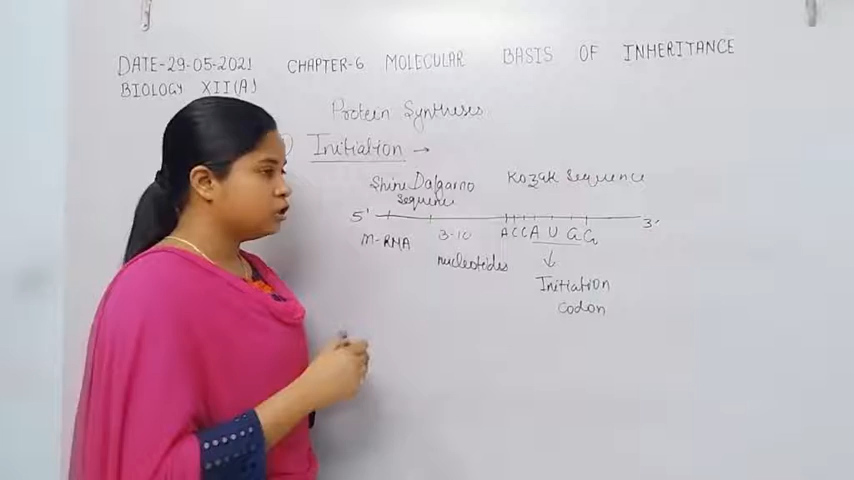 DATE-29-05-2021 CHAPTER-6 MOLECULAR BASIS OF INHERITANCE
BIOLOGY XII(A)
Protein Synthesis
Initiation →
Shine Dalgarno Kozak Sequence
Sequence
5' 3'
m-RNA 3-10 ACCAUGG
nucleotides ↓
Initiation
Codon